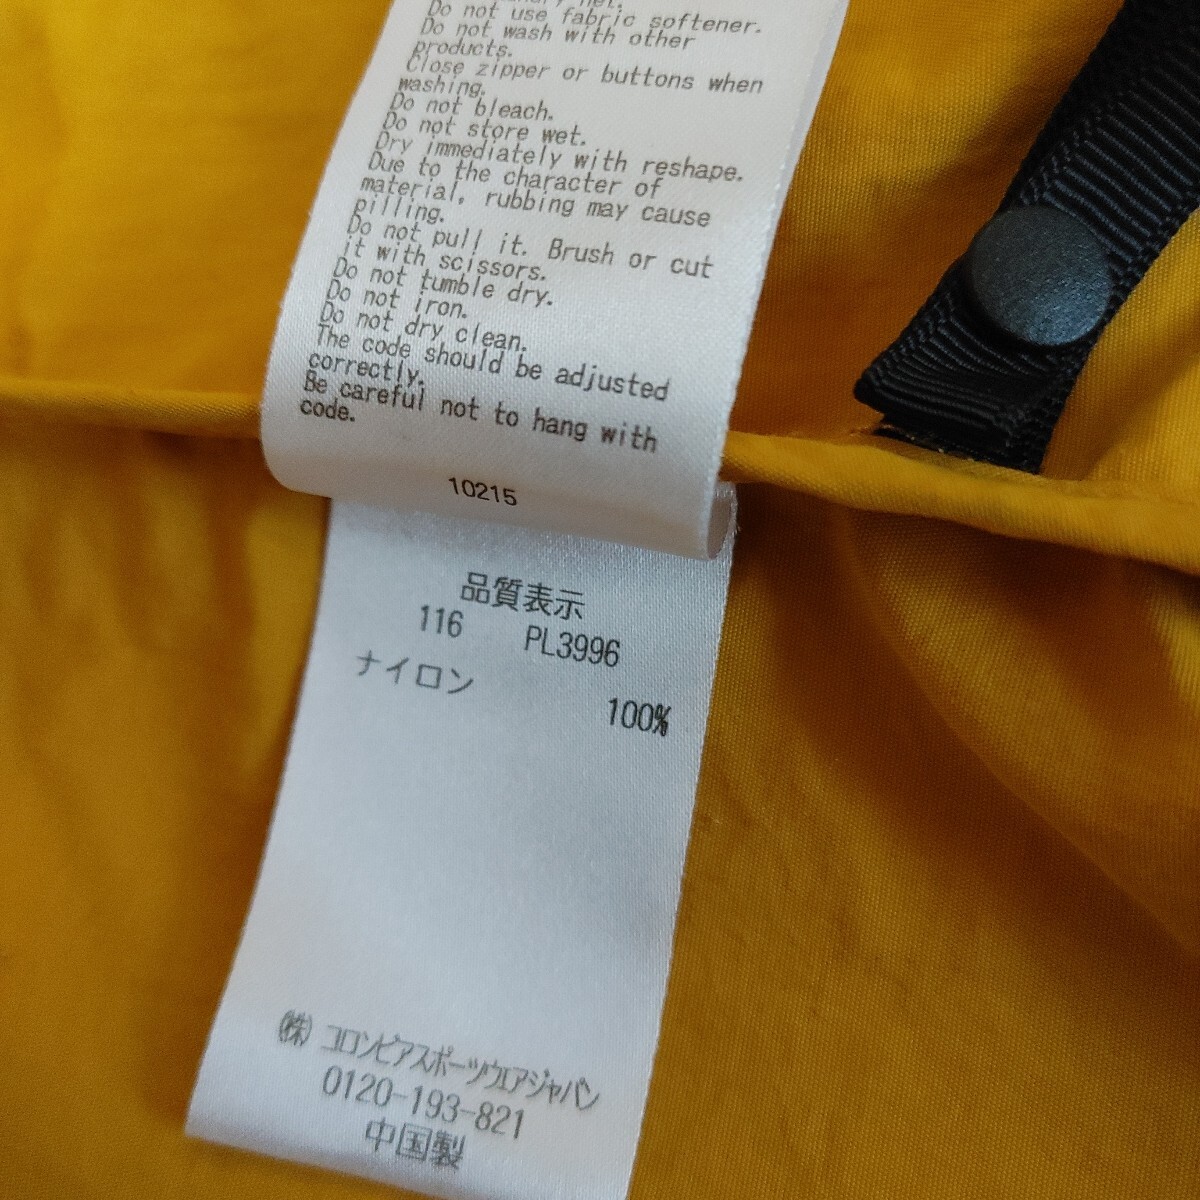 net.
Do not use fabric softener.
Do not wash with other
products.
Close zipper or buttons when
washing.
Do not bleach.
Do not store wet.
Dry immediately with reshape.
Due to the character of
material, rubbing may cause
pilling.
Do not pull it. Brush or cut
it with scissors.
Do not tumble dry.
Do not iron.
Do not dry clean.
The code should be adjusted
correctly.
Be careful not to hang with
code.
10215
品質表示
116 PL3996
ナイロン
100%
㈱ コロンビアスポーツウェアジャパン
0120-193-821
中国製